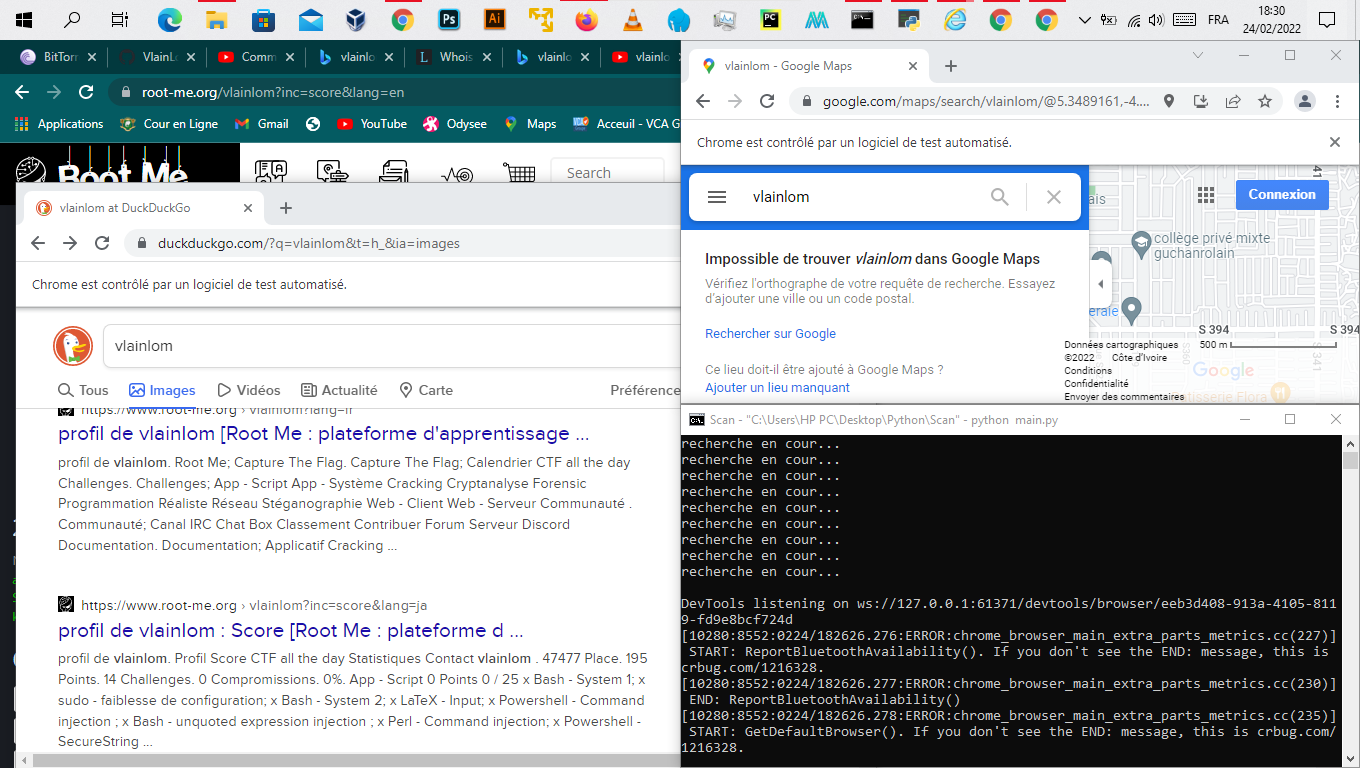 18:30
FRA
24/02/2022
BitTorr
VlainLo
Comm
vlainlo
Whois
vlainlo
vlainlo
root-me.org/vlainlom?inc=score&lang=en
Applications
Cour en Ligne
Gmail
YouTube
Odysee
Maps
Acceuil - VCA G
Root Me
Search
vlainlom at DuckDuckGo
duckduckgo.com/?q=vlainlom&t=h_&ia=images
Chrome est contrôlé par un logiciel de test automatisé.
vlainlom
Tous
Images
Vidéos
Actualité
Carte
Préférence
https://www.root-me.org › vlainlom?lang=fr
profil de vlainlom [Root Me : plateforme d'apprentissage ...
profil de vlainlom. Root Me; Capture The Flag. Capture The Flag; Calendrier CTF all the day
Challenges. Challenges; App - Script App - Système Cracking Cryptanalyse Forensic
Programmation Réaliste Réseau Stéganographie Web - Client Web - Serveur Communauté .
Communauté; Canal IRC Chat Box Classement Contribuer Forum Serveur Discord
Documentation. Documentation; Applicatif Cracking ...
https://www.root-me.org › vlainlom?inc=score&lang=ja
profil de vlainlom : Score [Root Me : plateforme d ...
profil de vlainlom. Profil Score CTF all the day Statistiques Contact vlainlom . 47477 Place. 195
Points. 14 Challenges. 0 Compromissions. 0%. App - Script 0 Points 0 / 25 x Bash - System 1; x
sudo - faiblesse de configuration; x Bash - System 2; x LaTeX - Input; x Powershell - Command
injection ; x Bash - unquoted expression injection ; x Perl - Command injection; x Powershell -
SecureString ...
vlainlom - Google Maps
google.com/maps/search/vlainlom/@5.3489161,-4....
Chrome est contrôlé par un logiciel de test automatisé.
vlainlom
Connexion
Impossible de trouver vlainlom dans Google Maps
Vérifiez l'orthographe de votre requête de recherche. Essayez
d'ajouter une ville ou un code postal.
Rechercher sur Google
Ce lieu doit-il être ajouté à Google Maps ?
Ajouter un lieu manquant
ais
collège privé mixte
guchanrolain
erale
S 394
S 394
41
S360
S 341
Données cartographiques
500 m
©2022 Côte d'Ivoire
Conditions
Confidentialité
Envoyer des commentaires
Google
tisserie Flora
Scan - "C:\Users\HP PC\Desktop\Python\Scan" - python main.py
recherche en cour...
recherche en cour...
recherche en cour...
recherche en cour...
recherche en cour...
recherche en cour...
recherche en cour...
recherche en cour...
recherche en cour...
DevTools listening on ws://127.0.0.1:61371/devtools/browser/eeb3d408-913a-4105-811
9-fd9e8bcf724d
[10280:8552:0224/182626.276:ERROR:chrome_browser_main_extra_parts_metrics.cc(227)]
START: ReportBluetoothAvailability(). If you don't see the END: message, this is
crbug.com/1216328.
[10280:8552:0224/182626.277:ERROR:chrome_browser_main_extra_parts_metrics.cc(230)]
END: ReportBluetoothAvailability()
[10280:8552:0224/182626.278:ERROR:chrome_browser_main_extra_parts_metrics.cc(235)]
START: GetDefaultBrowser(). If you don't see the END: message, this is crbug.com/
1216328.